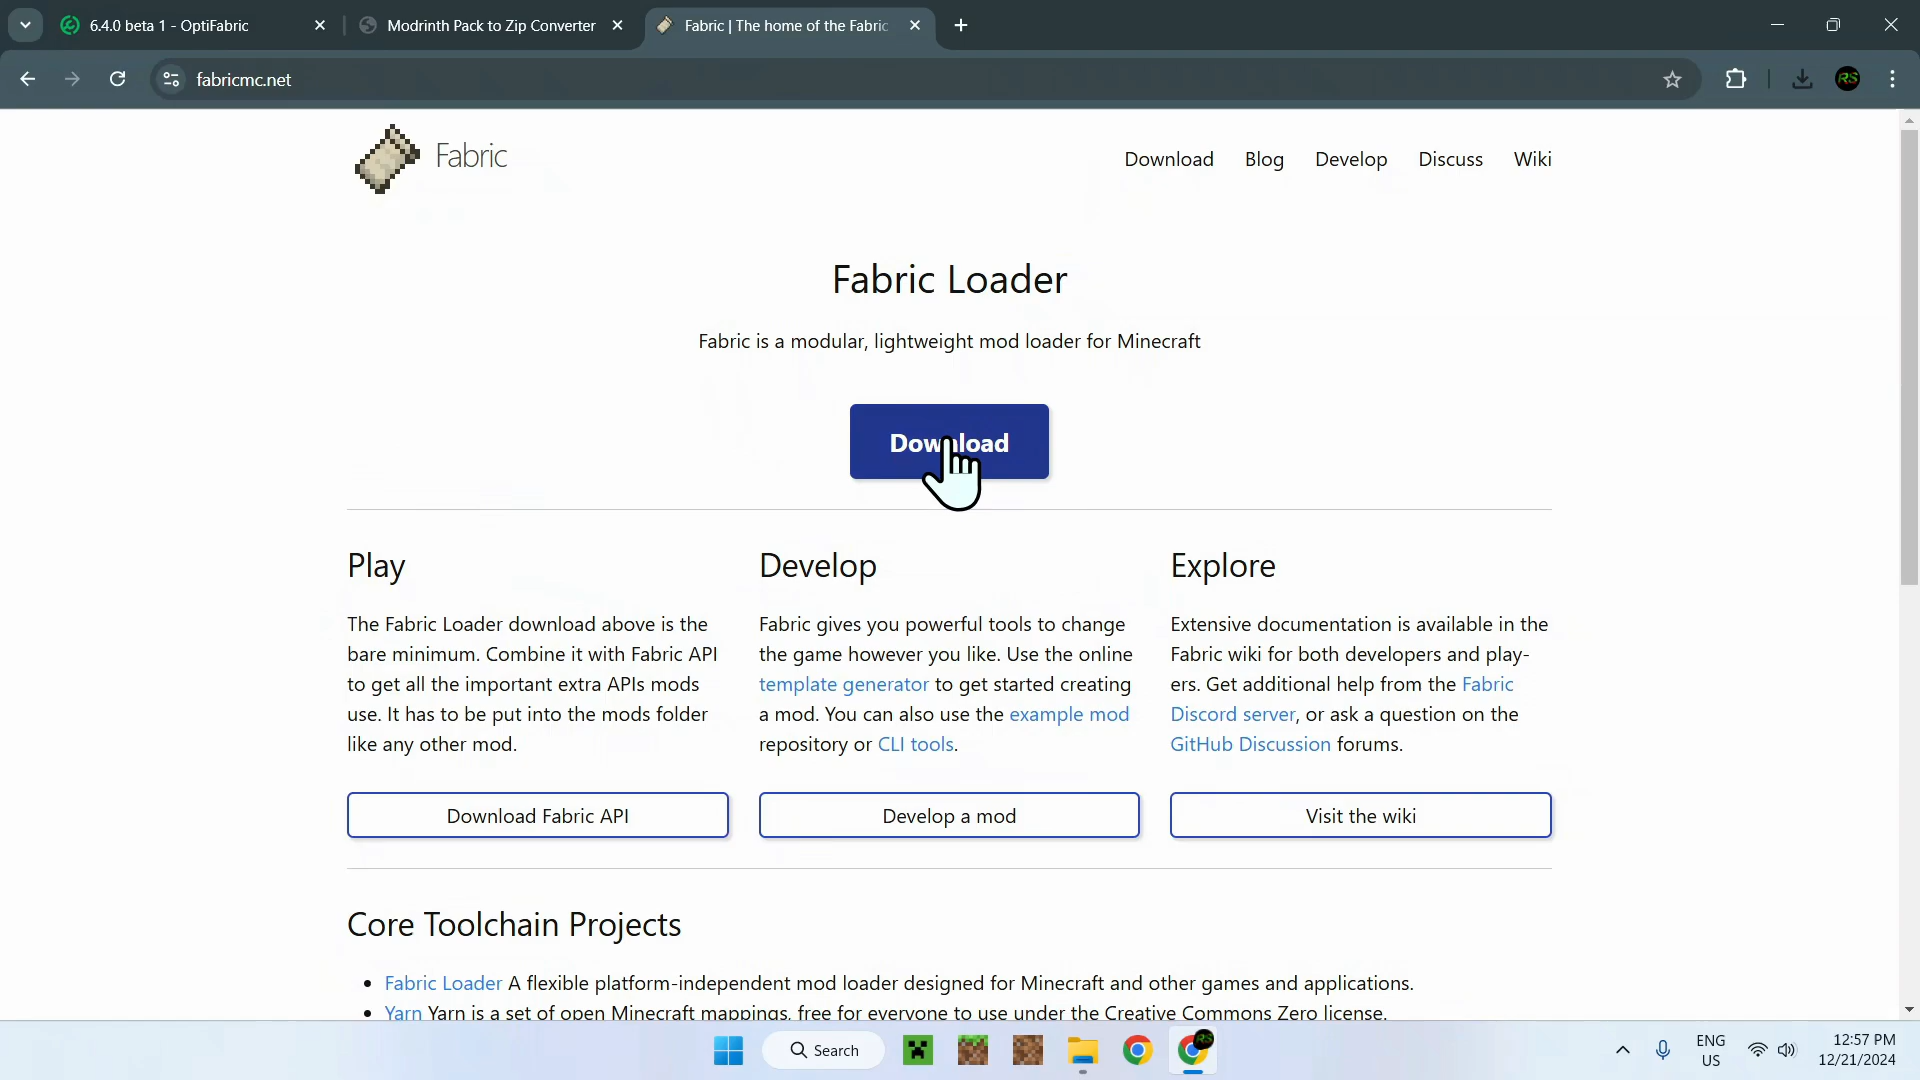 6.4.0 beta 1 - OptiFabric
Modrinth Pack to Zip Converter
Fabric | The home of the Fabric
fabricmc.net
RS
Fabric
Download Blog Develop Discuss Wiki
Fabric Loader
Fabric is a modular, lightweight mod loader for Minecraft
Download
Play
The Fabric Loader download above is the
bare minimum. Combine it with Fabric API
to get all the important extra APIs mods
use. It has to be put into the mods folder
like any other mod.
Download Fabric API
Develop
Fabric gives you powerful tools to change
the game however you like. Use the online
template generator to get started creating
a mod. You can also use the example mod
repository or CLI tools.
Develop a mod
Explore
Extensive documentation is available in the
Fabric wiki for both developers and play-
ers. Get additional help from the Fabric
Discord server, or ask a question on the
GitHub Discussion forums.
Visit the wiki
Core Toolchain Projects
• Fabric Loader A flexible platform-independent mod loader designed for Minecraft and other games and applications.
• Yarn Yarn is a set of open Minecraft mappings, free for everyone to use under the Creative Commons Zero license.
Search
RS
ENG
US
12:57 PM
12/21/2024